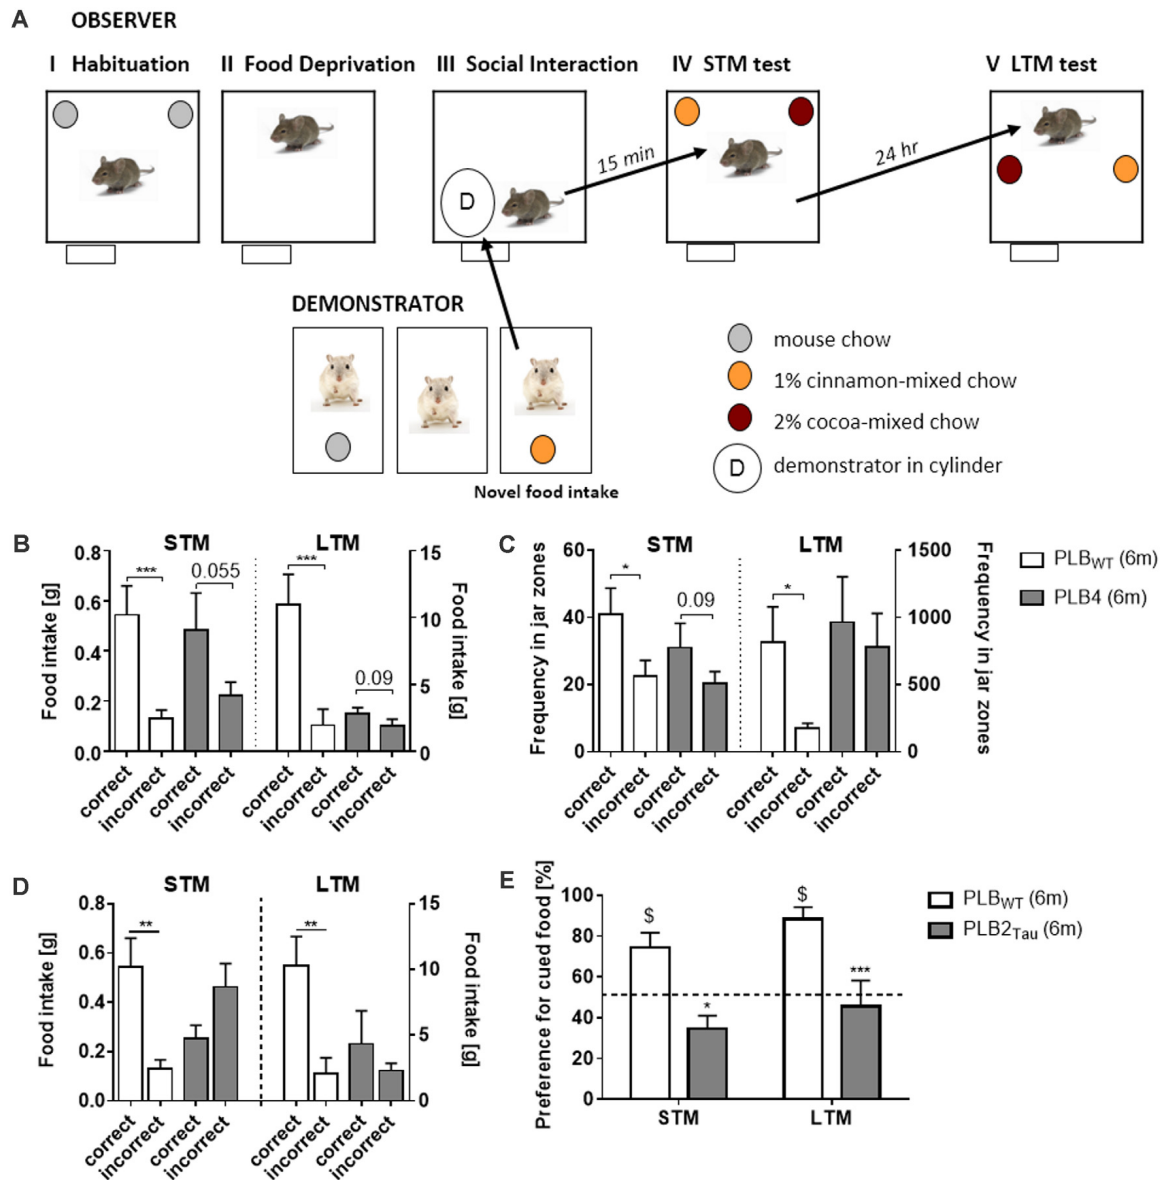 A
OBSERVER
I Habituation
II Food Deprivation
III Social Interaction
IV STM test
V LTM test
15 min
24 hr
D
DEMONSTRATOR
Novel food intake
mouse chow
1% cinnamon-mixed chow
2% cocoa-mixed chow
D demonstrator in cylinder
B
STM
LTM
Food intake [g]
0.8
0.6
0.4
0.2
0.0
***
0.055
***
0.09
15
10
5
0
Food intake [g]
correct
incorrect
correct
incorrect
correct
incorrect
correct
incorrect
C
STM
LTM
Frequency in jar zones
60
40
20
0
*
0.09
*
1500
1000
500
0
Frequency in jar zones
correct
incorrect
correct
incorrect
correct
incorrect
correct
incorrect
PLBWT (6m)
PLB4 (6m)
D
STM
LTM
Food intake [g]
0.8
0.6
0.4
0.2
0.0
**
**
15
10
5
0
Food intake [g]
correct
incorrect
correct
incorrect
correct
incorrect
correct
incorrect
E
Preference for cued food [%]
100
80
60
40
20
0
$
*
$
***
STM
LTM
PLBWT (6m)
PLB2Tau (6m)